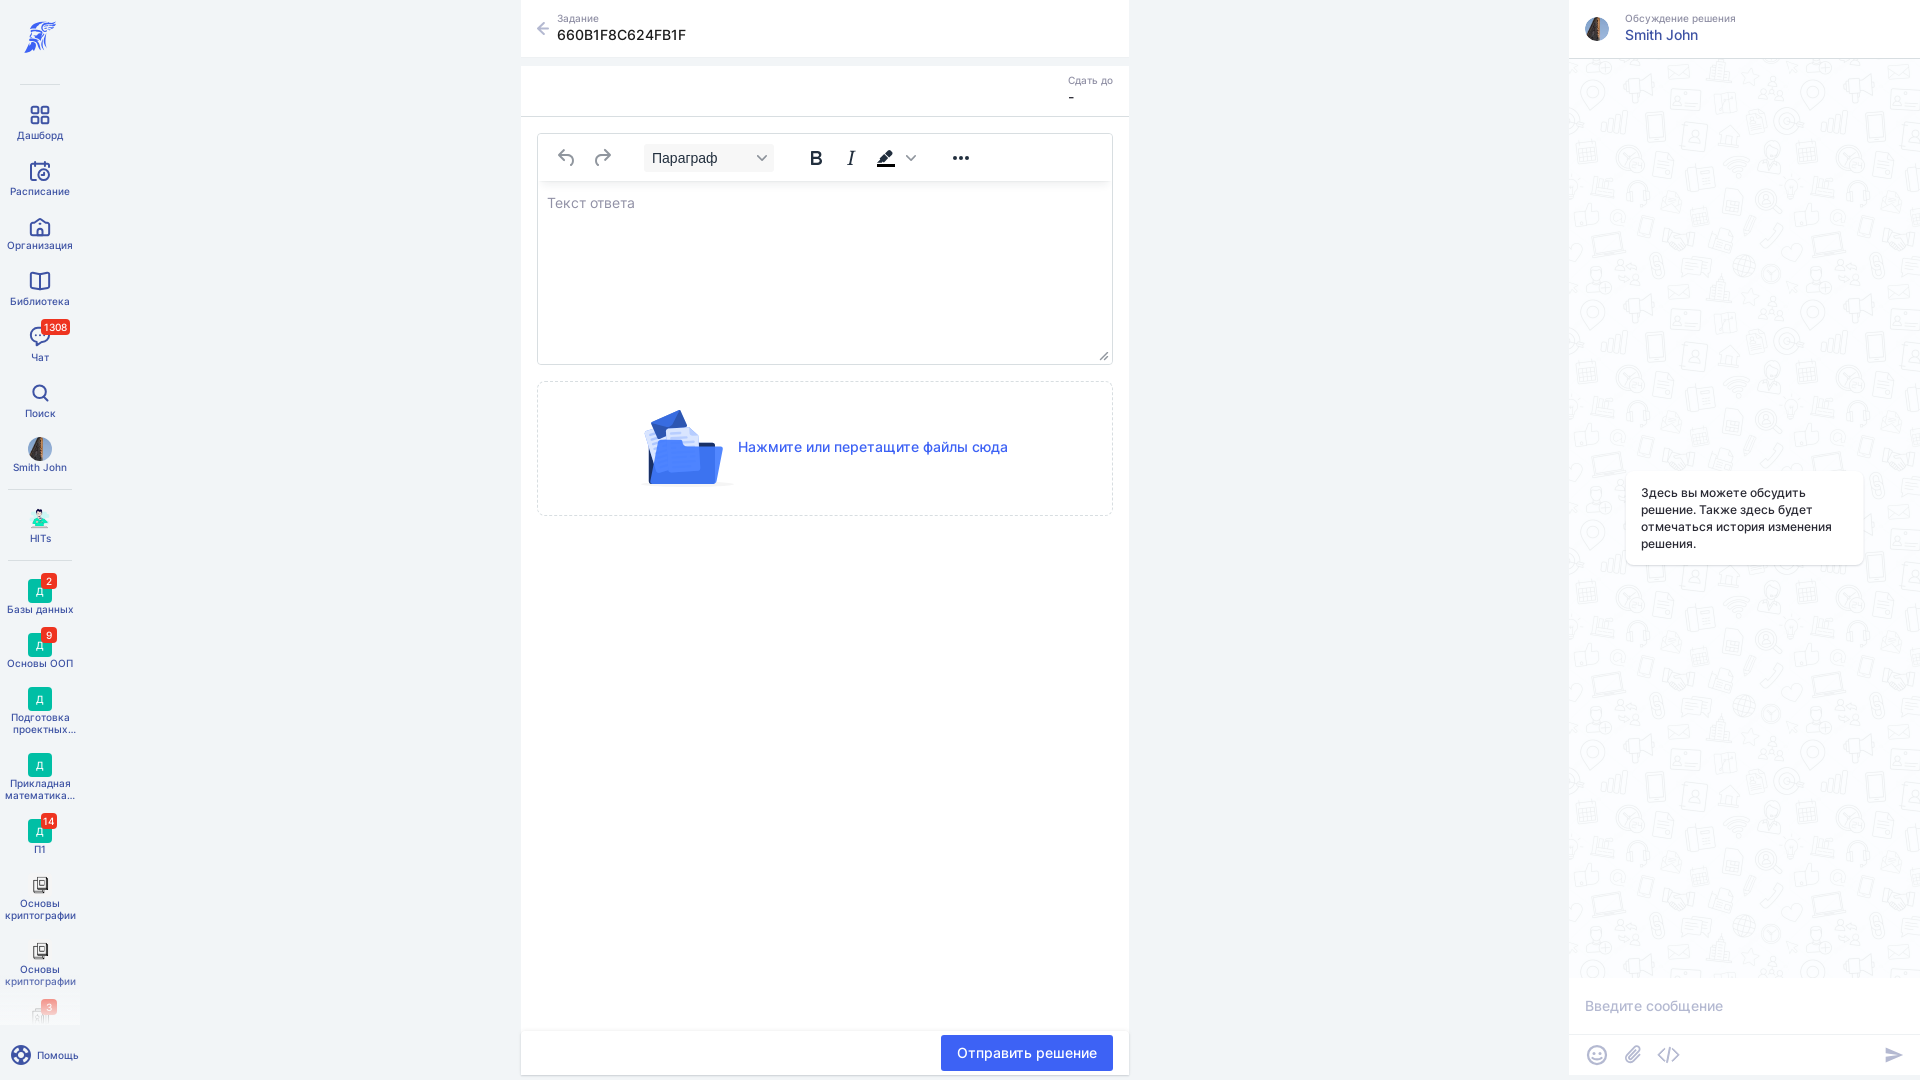 Дашборд
Расписание
Организация
Библиотека
1308
Чат
Поиск
Smith John
HITs
2
Д
Базы данных
9
Д
Основы ООП
Д
Подготовка
проектных...
Д
Прикладная
математика...
14
Д
П1
Основы
криптографии
Основы
криптографии
3
Помощь
Задание
660B1F8C624FB1F
Сдать до
-
Параграф
B
I
Текст ответа
Нажмите или перетащите файлы сюда
Отправить решение
Обсуждение решения
Smith John
Здесь вы можете обсудить
решение. Также здесь будет
отмечаться история изменения
решения.
Введите сообщение